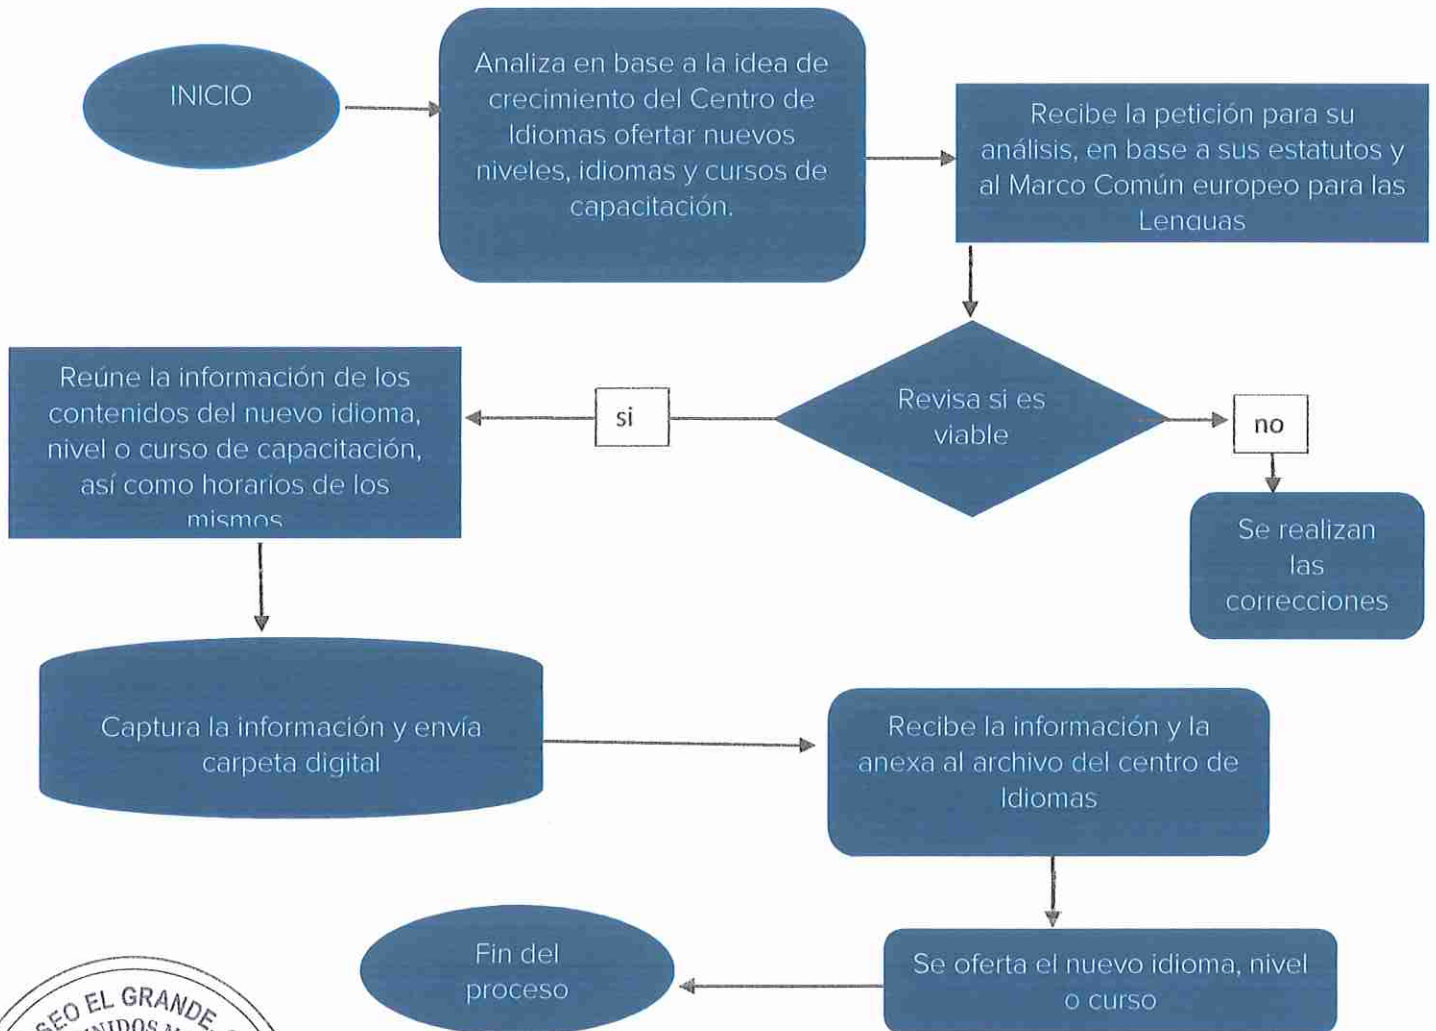 INICIO
Analiza en base a la idea de
crecimiento del Centro de
Idiomas ofertar nuevos
niveles, idiomas y cursos de
capacitación.
Recibe la petición para su
análisis, en base a sus estatutos y
al Marco Común europeo para las
Lenguas
Revisa si es
viable
si
no
Reúne la información de los
contenidos del nuevo idioma,
nivel o curso de capacitación,
así como horarios de los
mismos
Se realizan
las
correcciones
Captura la información y envía
carpeta digital
Recibe la información y la
anexa al archivo del centro de
Idiomas
Se oferta el nuevo idioma, nivel
o curso
Fin del
proceso
EL GRANDE,